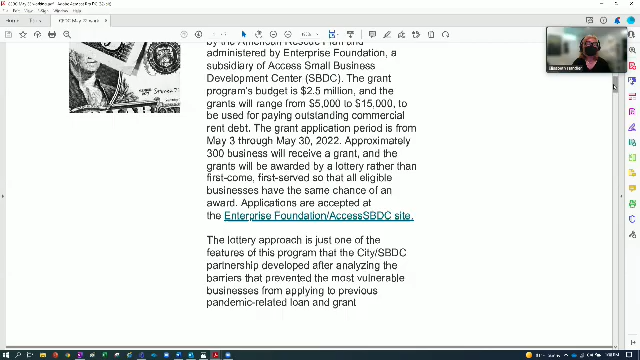 by the American Rescue Plan and
administered by Enterprise Foundation, a
subsidiary of Access Small Business
Development Center (SBDC). The grant
program's budget is $2.5 million, and the
grants will range from $5,000 to $15,000, to
be used for paying outstanding commercial
rent debt. The grant application period is from
May 3 through May 30, 2022. Approximately
300 business will receive a grant, and the
grants will be awarded by a lottery rather than
first-come, first-served so that all eligible
businesses have the same chance of an
award. Applications are accepted at
the Enterprise Foundation/AccessSBDC site.
The lottery approach is just one of the
features of this program that the City/SBDC
partnership developed after analyzing the
barriers that prevented the most vulnerable
businesses from applying to previous
pandemic-related loan and grant